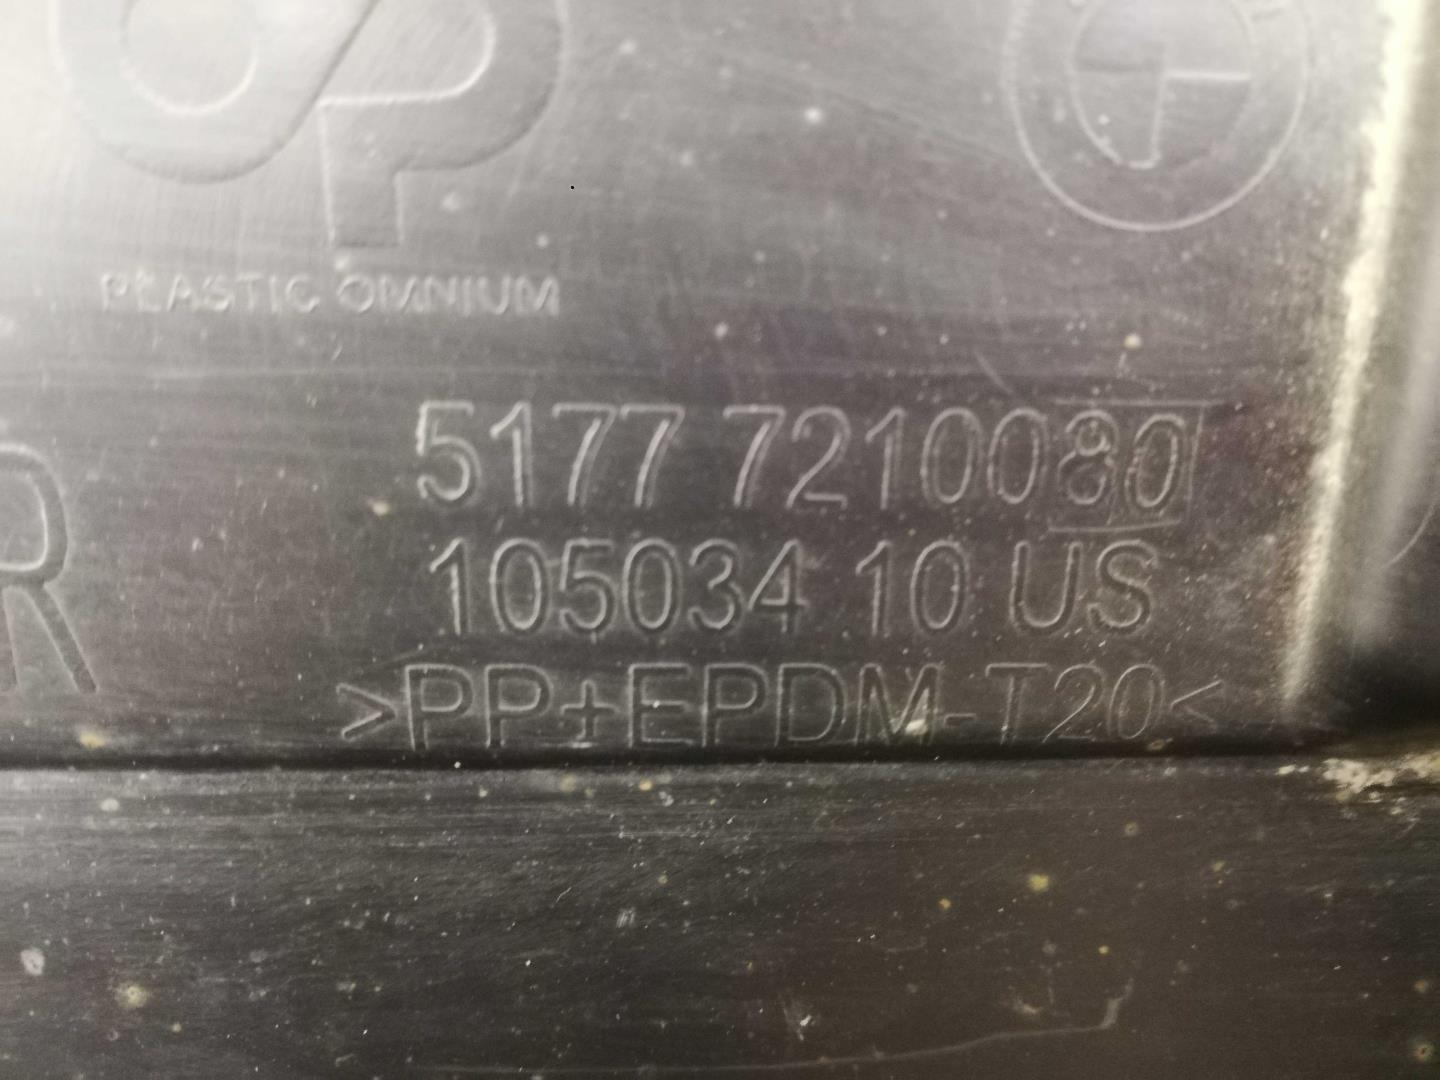 PLASTIC OMNIUM
5177 7210080
R
105034 10 US
>PP+EPDM-T20<